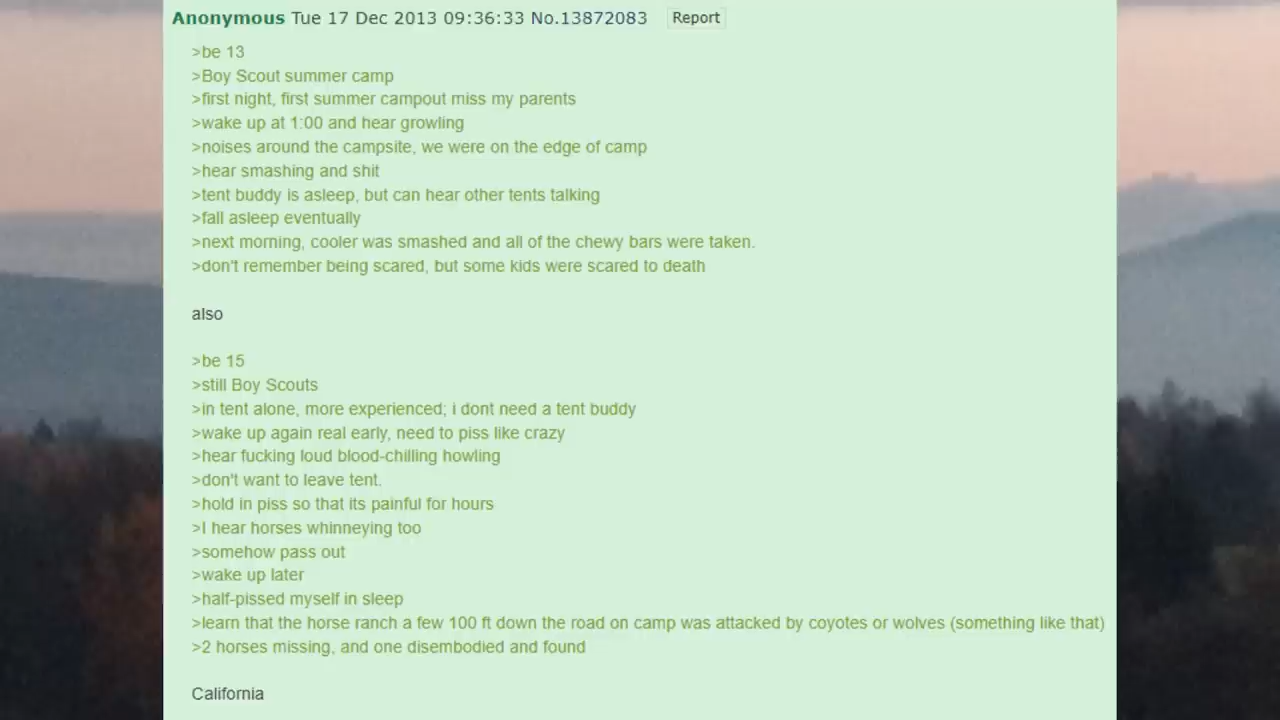 Anonymous Tue 17 Dec 2013 09:36:33 No.13872083 Report
>be 13
>Boy Scout summer camp
>first night, first summer campout miss my parents
>wake up at 1:00 and hear growling
>noises around the campsite, we were on the edge of camp
>hear smashing and shit
>tent buddy is asleep, but can hear other tents talking
>fall asleep eventually
>next morning, cooler was smashed and all of the chewy bars were taken.
>don't remember being scared, but some kids were scared to death
also
>be 15
>still Boy Scouts
>in tent alone, more experienced; i dont need a tent buddy
>wake up again real early, need to piss like crazy
>hear fucking loud blood-chilling howling
>don't want to leave tent.
>hold in piss so that its painful for hours
>I hear horses whinneying too
>somehow pass out
>wake up later
>half-pissed myself in sleep
>learn that the horse ranch a few 100 ft down the road on camp was attacked by coyotes or wolves (something like that)
>2 horses missing, and one disembodied and found
California